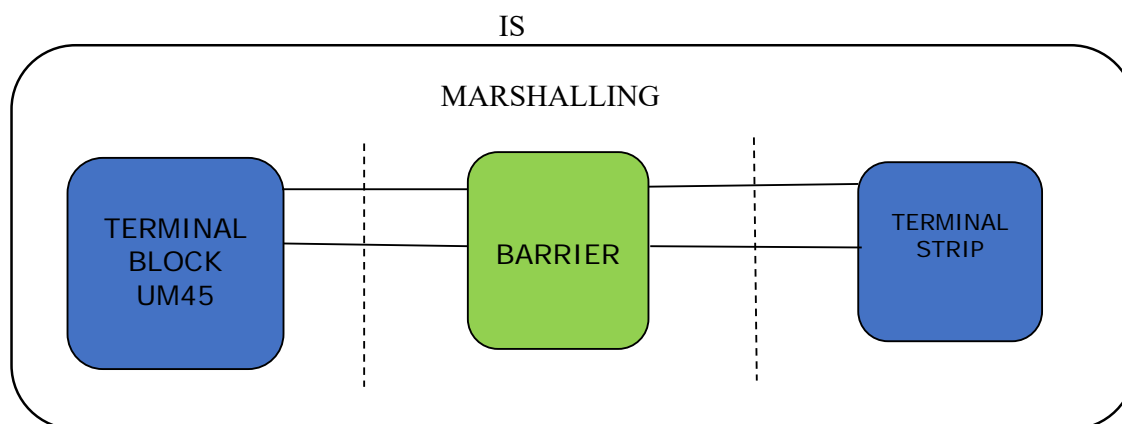 IS
MARSHALLING
TERMINAL
BLOCK
UM45
BARRIER
TERMINAL
STRIP